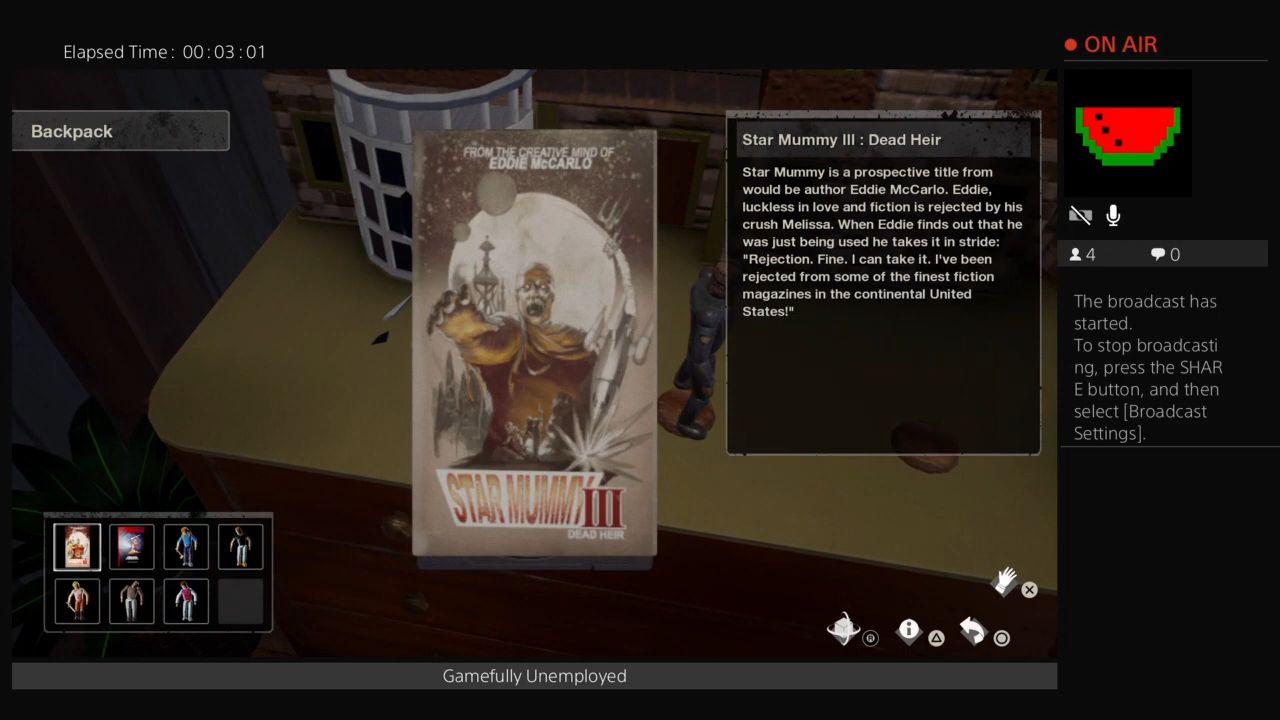 Elapsed Time: 00:03:01
ON AIR
Backpack
FROM THE CREATIVE MIND OF
EDDIE McCARLO
STAR MUMMY III
DEAD HEIR
Star Mummy III : Dead Heir
Star Mummy is a prospective title from
would be author Eddie McCarlo. Eddie,
luckless in love and fiction is rejected by his
crush Melissa. When Eddie finds out that he
was just being used he takes it in stride:
"Rejection. Fine. I can take it. I've been
rejected from some of the finest fiction
magazines in the continental United
States!"
4
0
The broadcast has
started.
To stop broadcasti
ng, press the SHAR
E button, and then
select [Broadcast
Settings].
R
Gamefully Unemployed